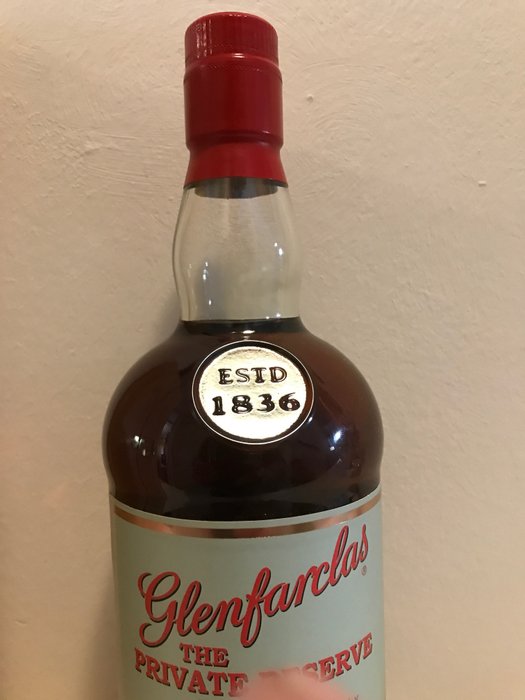 ESTD
1836
Glenfarclas®
THE
PRIVATE RESERVE